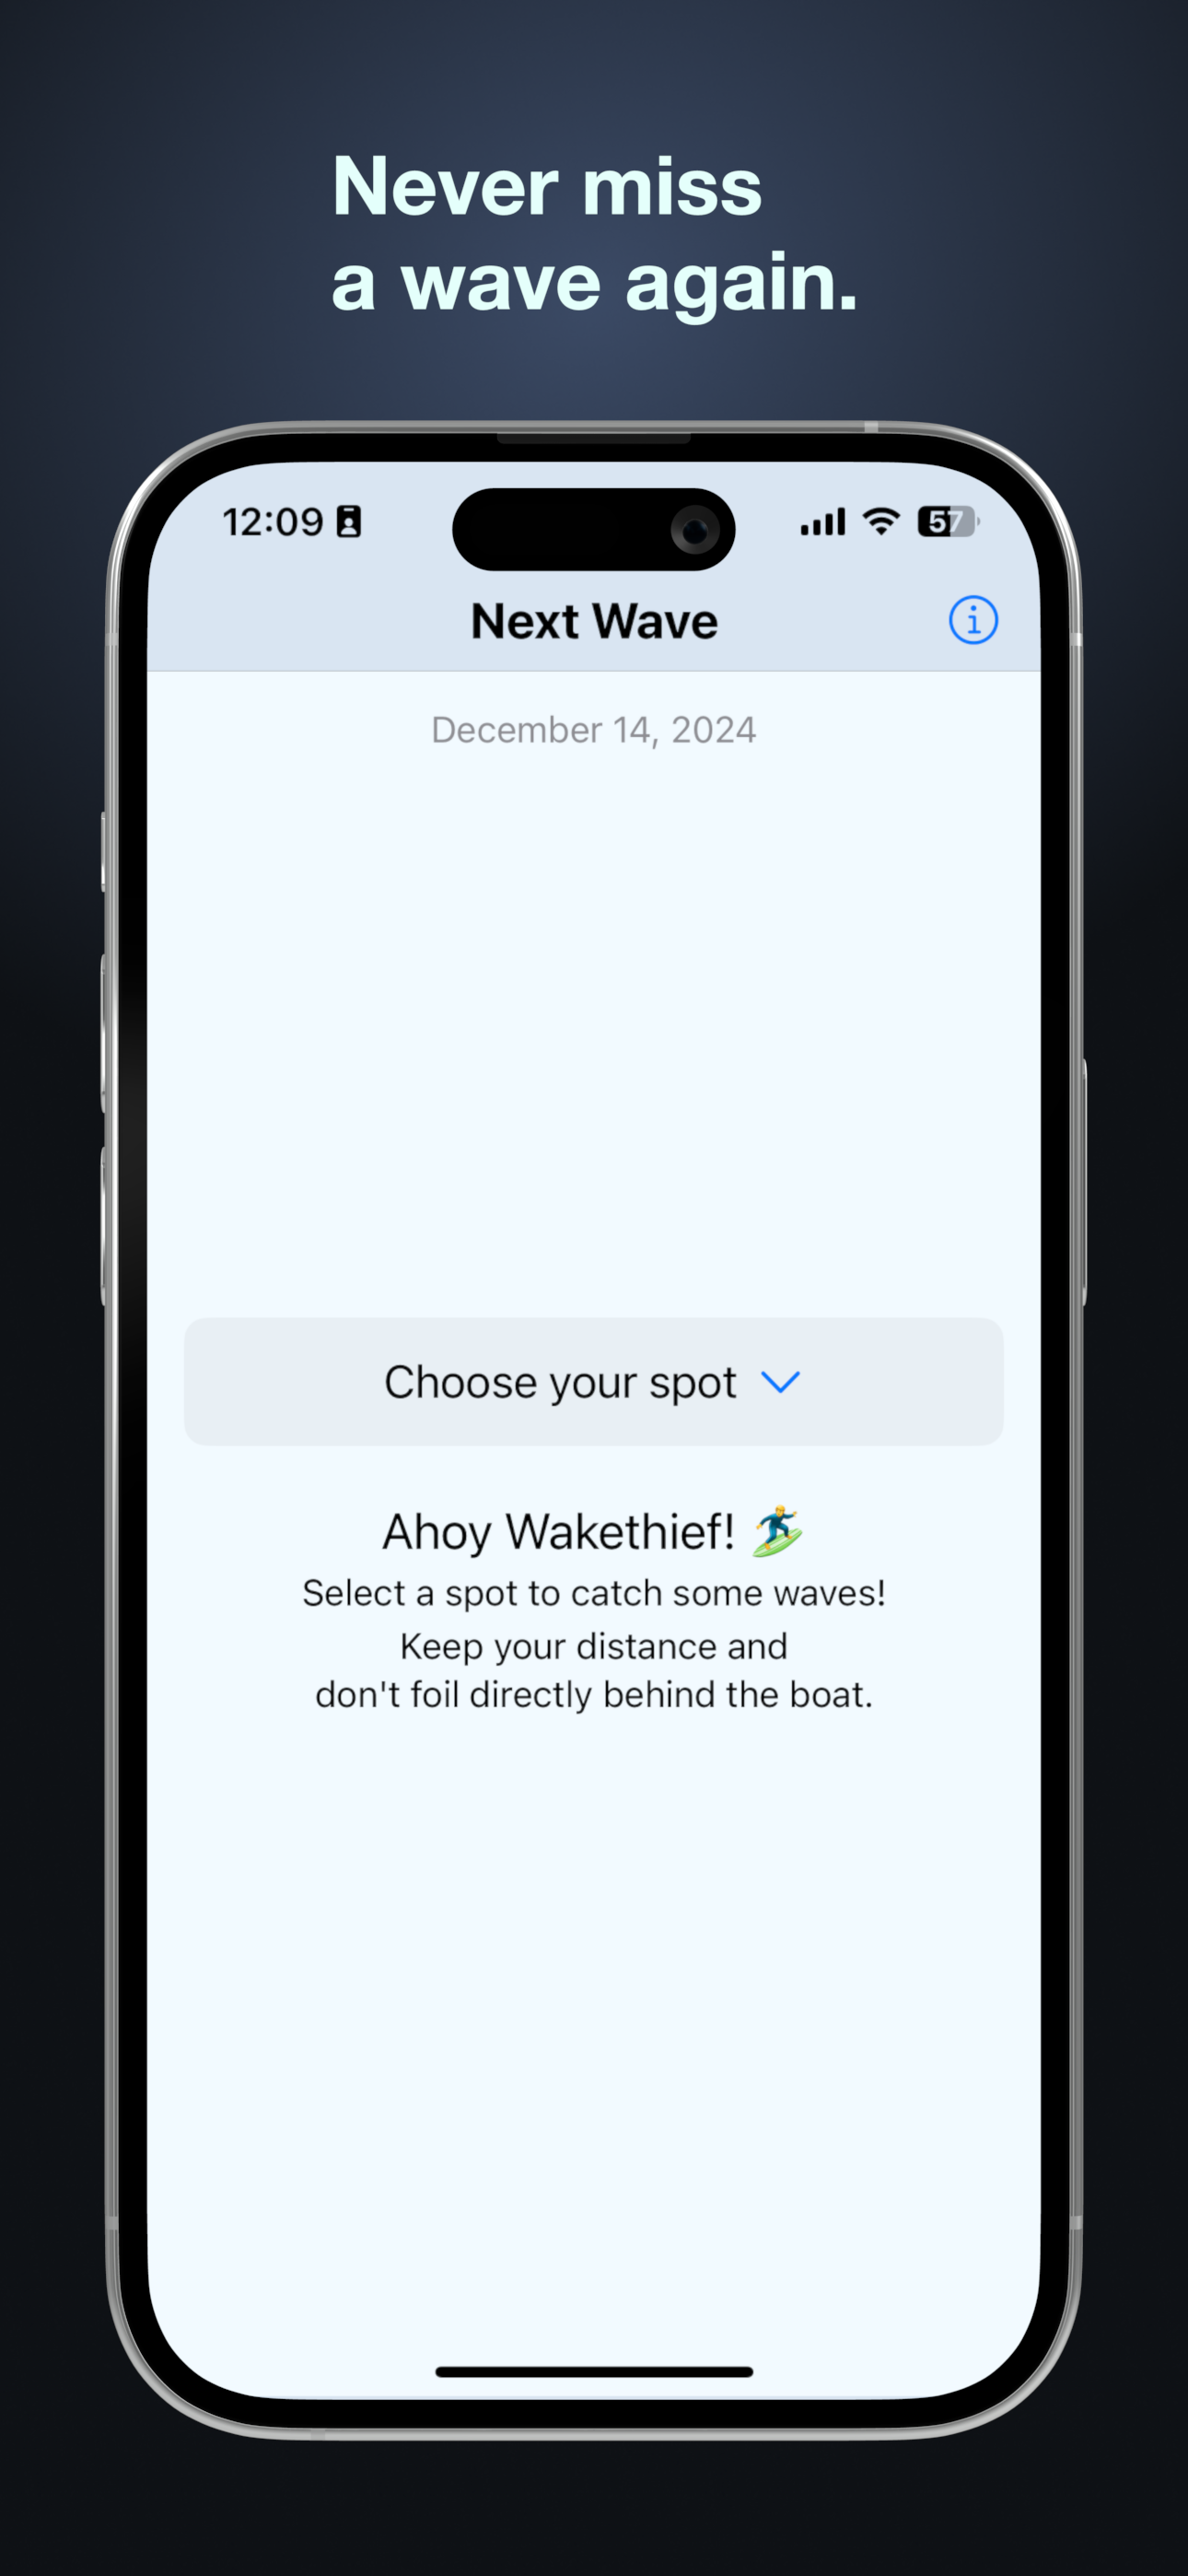 Never miss
a wave again.
12:09
57
Next Wave
December 14, 2024
Choose your spot
Ahoy Wakethief! 🏄
Select a spot to catch some waves!
Keep your distance and
don't foil directly behind the boat.